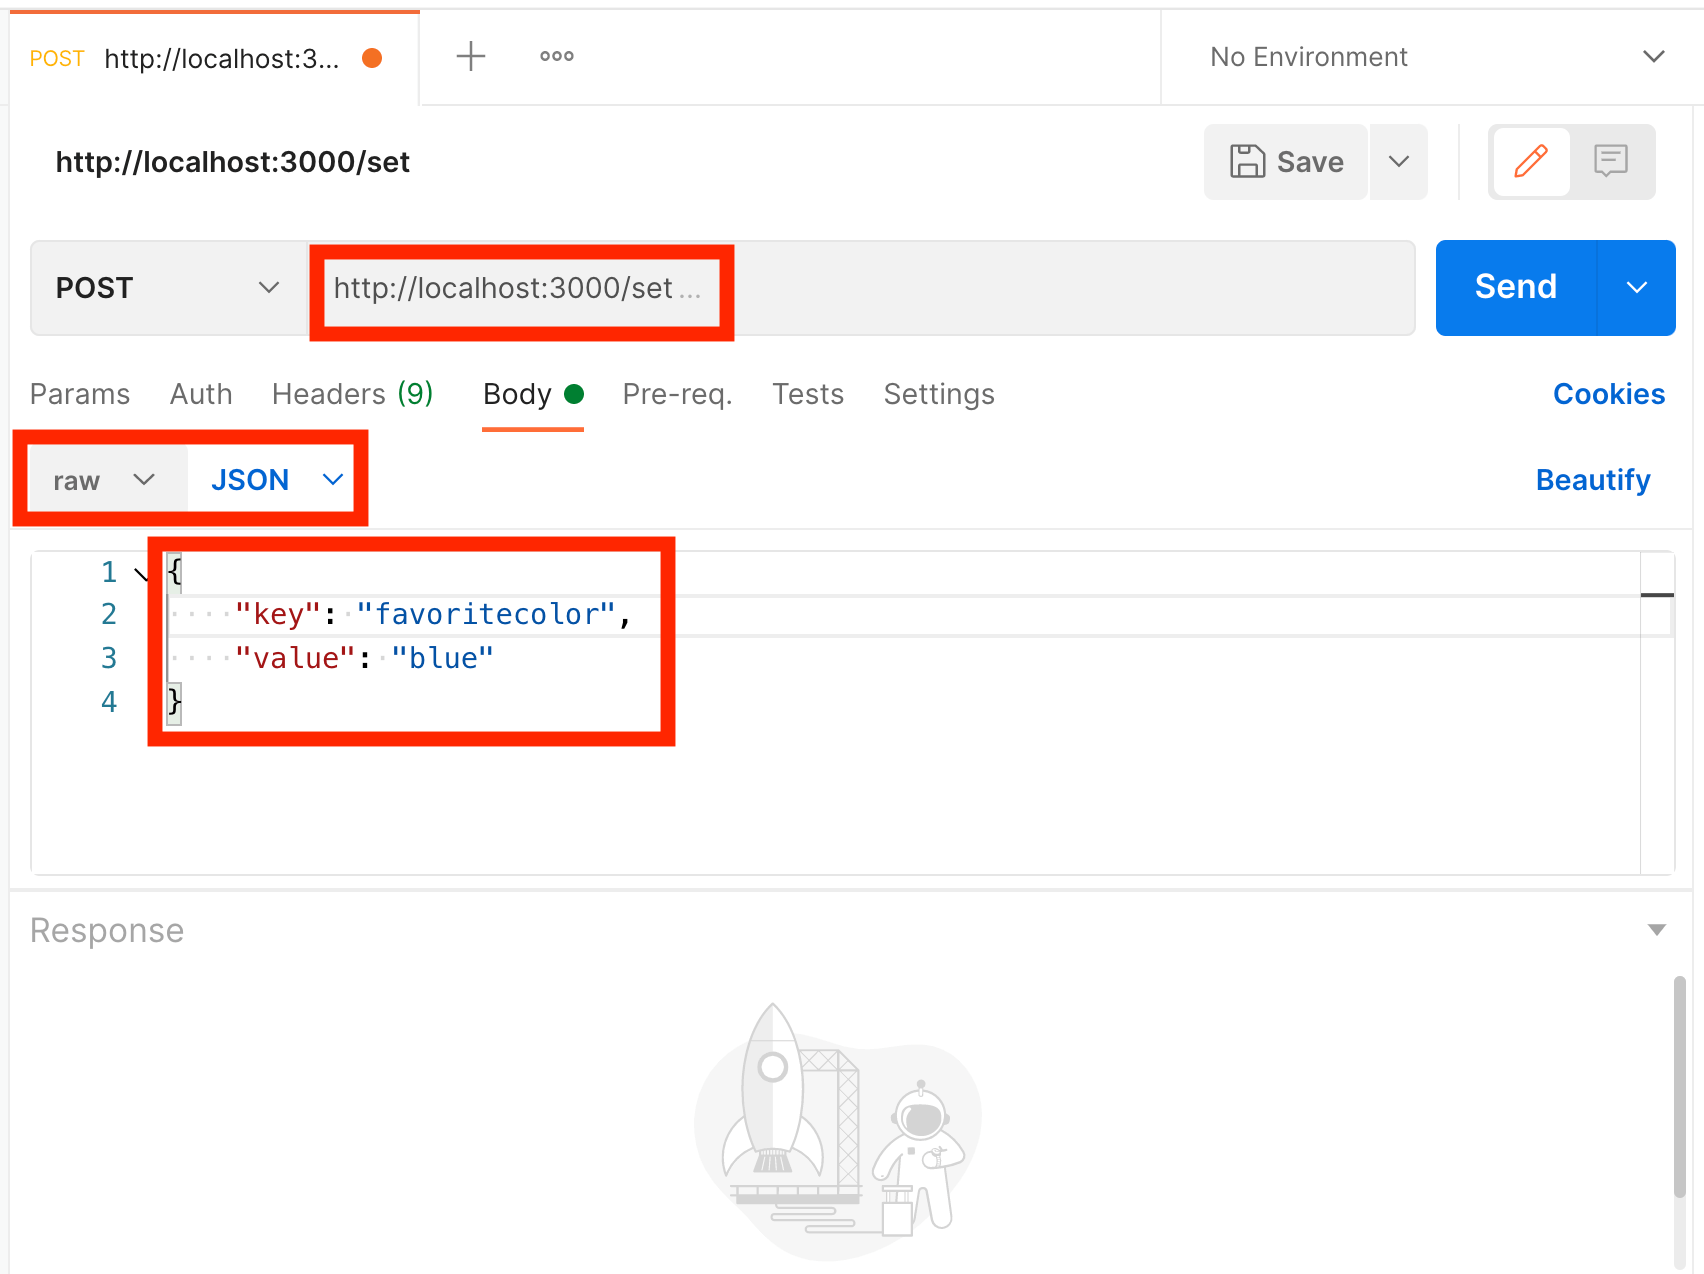 POST http://localhost:3... No Environment
http://localhost:3000/set Save
POST http://localhost:3000/set ... Send
Params Auth Headers (9) Body Pre-req. Tests Settings Cookies
raw JSON Beautify
1 {
2 "key": "favoritecolor",
3 "value": "blue"
4 }
Response